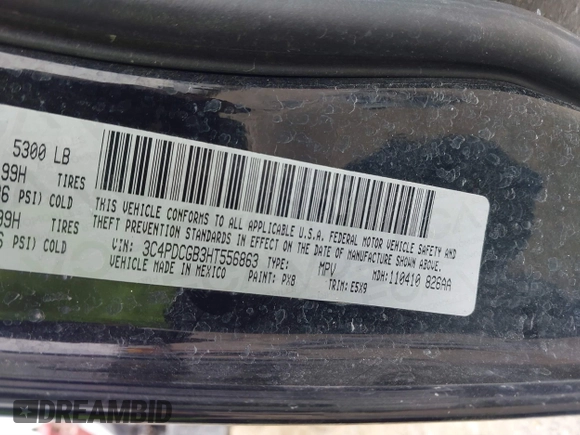 5300 LB
99H TIRES
PSI) COLD
99H TIRES
PSI) COLD
THIS VEHICLE CONFORMS TO ALL APPLICABLE U.S.A. FEDERAL MOTOR VEHICLE SAFETY AND
THEFT PREVENTION STANDARDS IN EFFECT ON THE DATE OF MANUFACTURE SHOWN ABOVE.
VIN: 3C4PDCGB3HT556863 TYPE: MPV MDH: 110410 826AA
VEHICLE MADE IN MEXICO PAINT: PX8 TRIM: E5X9
DREAMBID